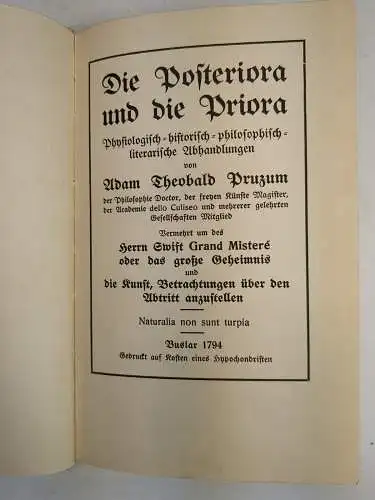 Die Posteriora
und die Priora
Physiologisch-historisch-philosophisch-
literarische Abhandlungen
von
Adam Theobald Pruzum
der Philosophie Doctor, der freyen Künste Magister,
der Academie dello Culiseo und mehrerer gelehrten
Gesellschaften Mitglied
Vermehrt um des
Herrn Swift Grand Misteré
oder das große Geheimnis
und
die Kunst, Betrachtungen über den
Abtritt anzustellen
Naturalia non sunt turpia
Buslar 1794
Gedruckt auf Kosten eines Hypochondristen